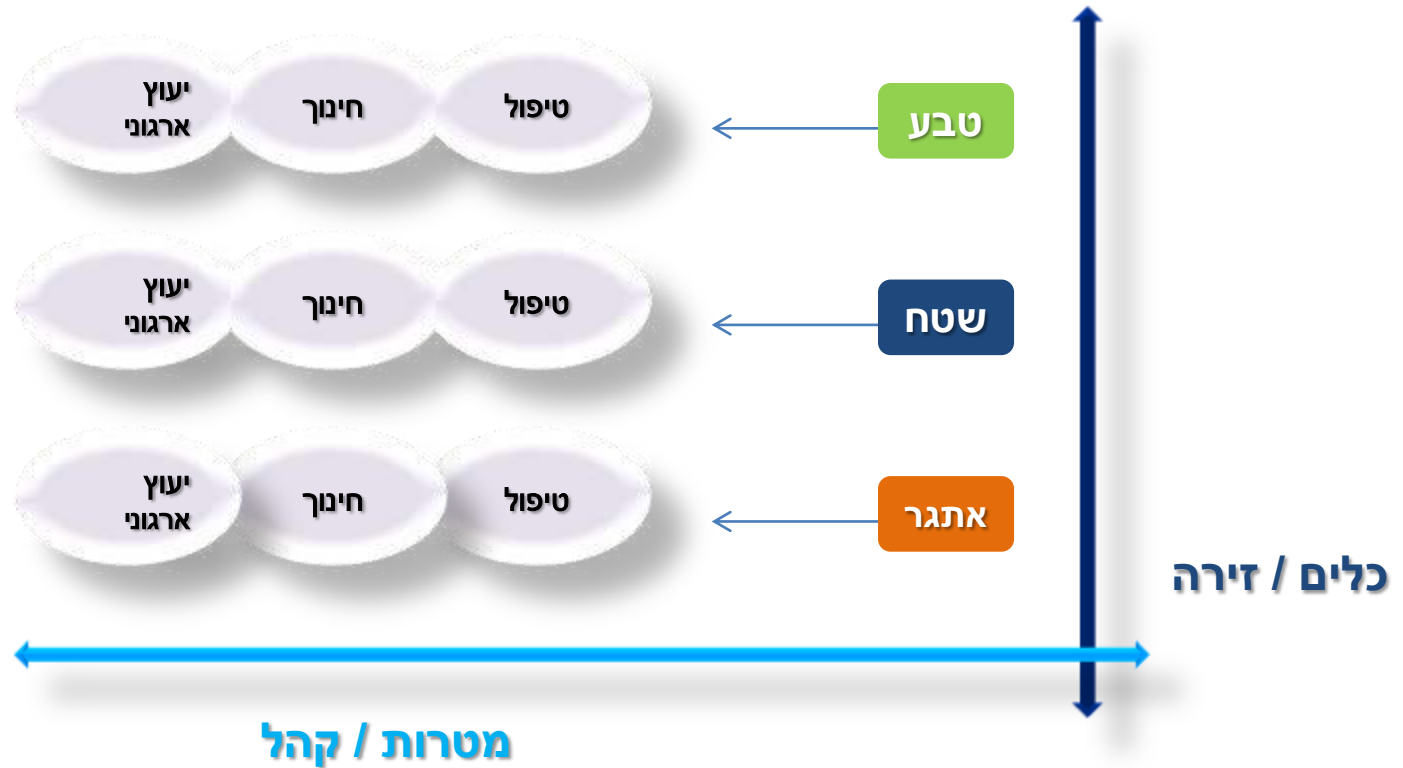 טבע
טיפול
חינוך
יעוץ
ארגוני
שטח
טיפול
חינוך
יעוץ
ארגוני
אתגר
טיפול
חינוך
יעוץ
ארגוני
כלים / זירה
מטרות / קהל